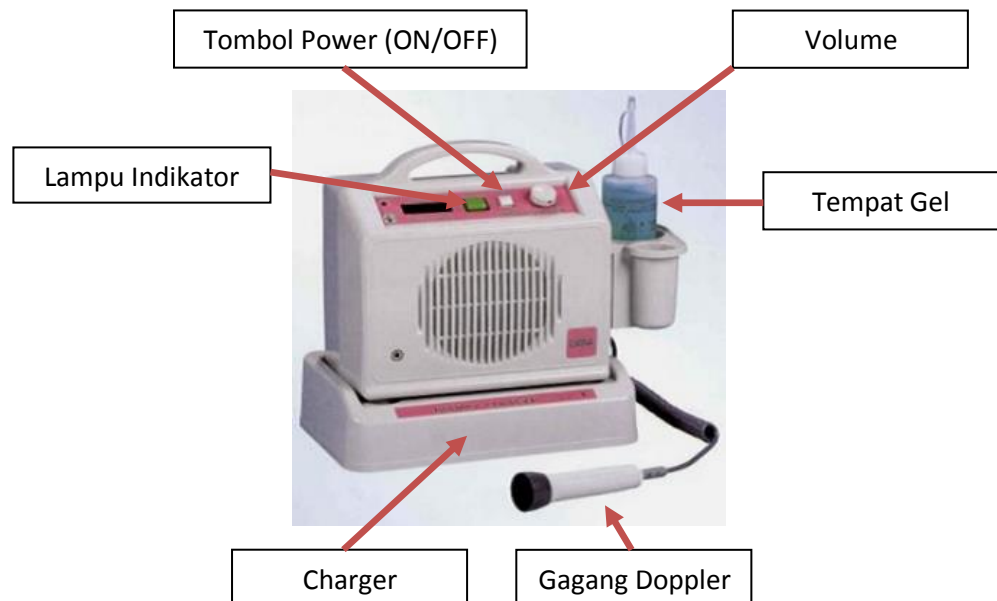 Tombol Power (ON/OFF)
Volume
Lampu Indikator
Tempat Gel
Charger
Gagang Doppler